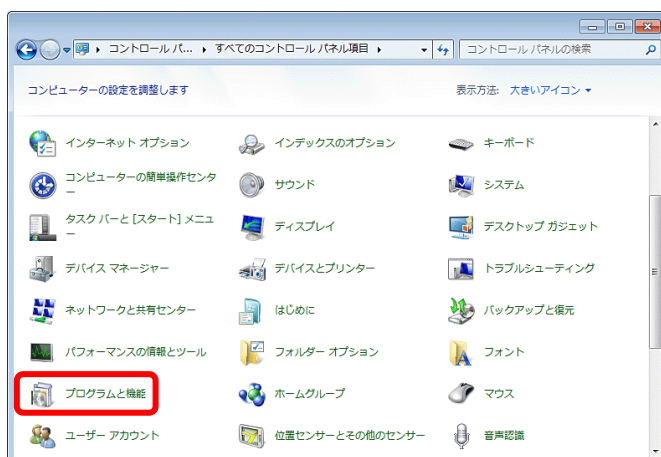 コントロール パ... すべてのコントロール パネル項目 コントロール パネルの検索
コンピューターの設定を調整します 表示方法: 大きいアイコン
インターネット オプション インデックスのオプション キーボード
コンピューターの簡単操作センタ
ー サウンド システム
タスク バーと [スタート] メニュ
ー ディスプレイ デスクトップ ガジェット
デバイス マネージャー デバイスとプリンター トラブルシューティング
ネットワークと共有センター はじめに バックアップと復元
パフォーマンスの情報とツール フォルダー オプション フォント
プログラムと機能 ホームグループ マウス
ユーザー アカウント 位置センサーとその他のセンサー 音声認識